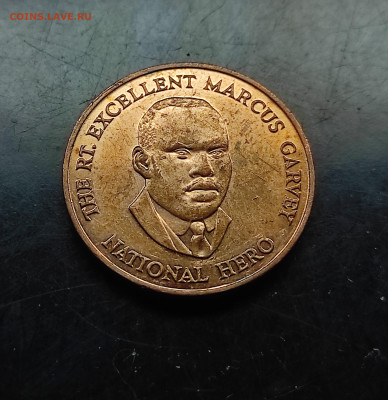 COINS.LAVE.RU
THE RT. EXCELLENT MARCUS GARVEY
NATIONAL HERO